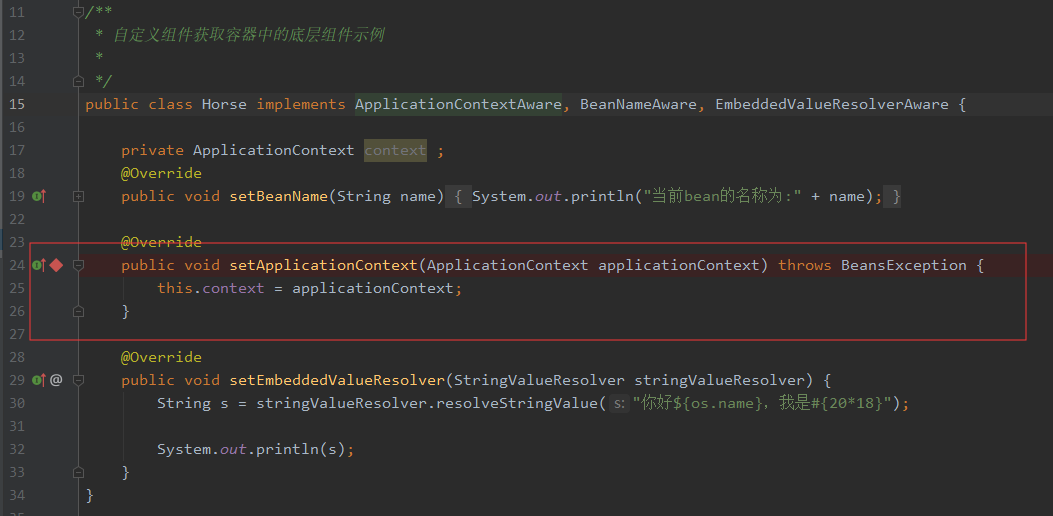 11 /**
12 * 自定义组件获取容器中的底层组件示例
13 *
14 */
15 public class Horse implements ApplicationContextAware, BeanNameAware, EmbeddedValueResolverAware {
16
17 private ApplicationContext context ;
18 @Override
19 public void setBeanName(String name) { System.out.println("当前bean的名称为:" + name); }
22
23 @Override
24 public void setApplicationContext(ApplicationContext applicationContext) throws BeansException {
25 this.context = applicationContext;
26 }
27
28 @Override
29 @ public void setEmbeddedValueResolver(StringValueResolver stringValueResolver) {
30 String s = stringValueResolver.resolveStringValue( s: "你好${os.name}，我是#{20*18}");
31
32 System.out.println(s);
33 }
34 }